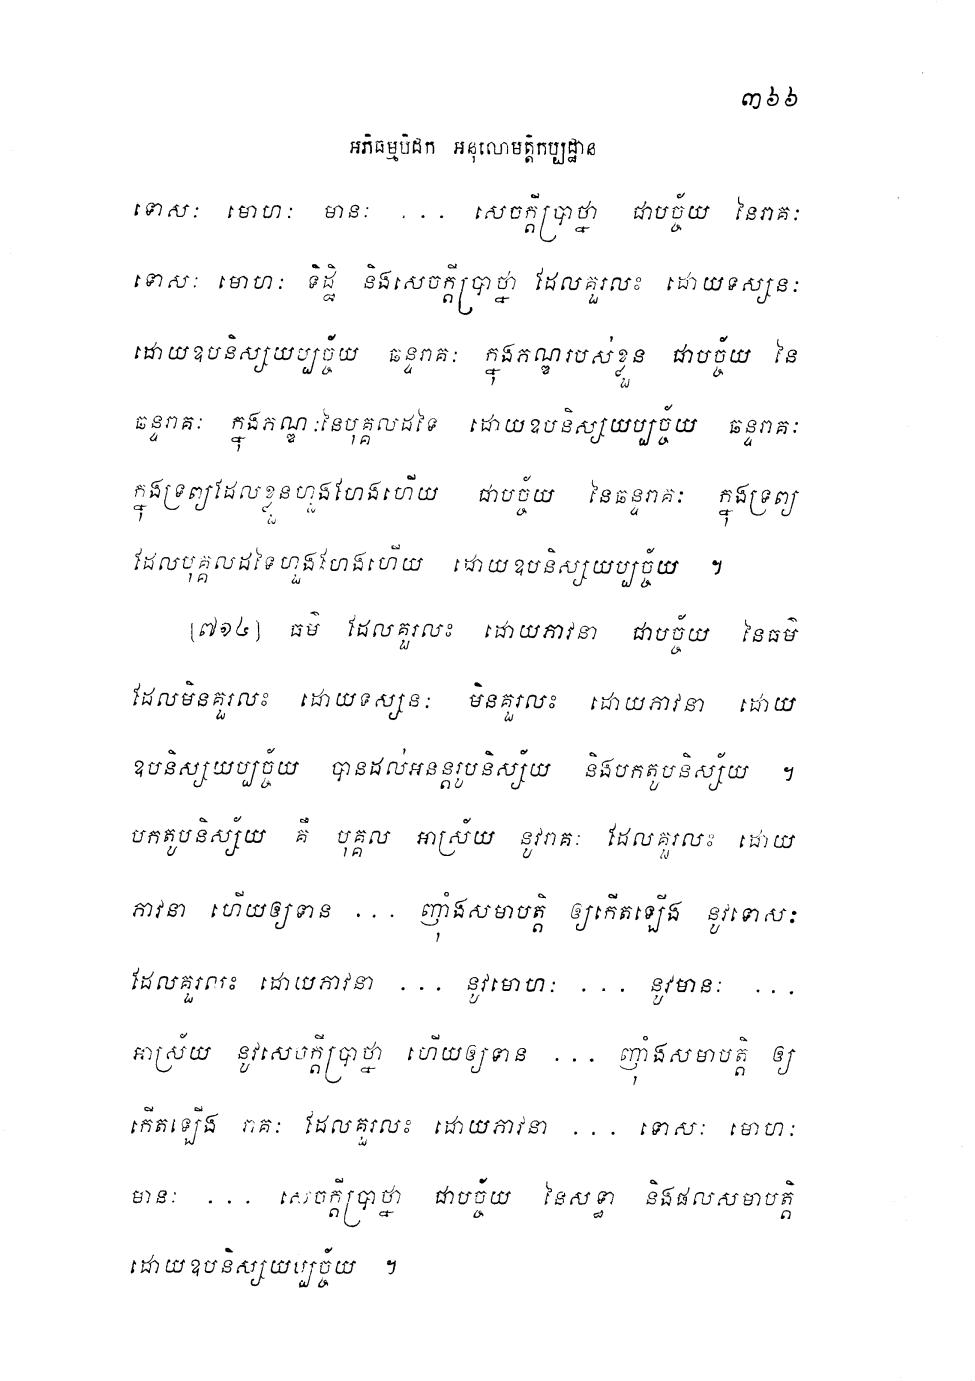 ៣៦៦
អភិធម្មបិដក អនុលោមត្តិកប្បដ្ឋាន
ទោសៈ មោហៈ មានៈ . . . សេចក្តីប្រាថ្នា ជាបច្ច័យ នៃរាគៈ
ទោសៈ មោហៈ ទិដ្ឋិ និងសេចក្តីប្រាថ្នា ដែលគួរលះ ដោយទស្សនៈ
ដោយឧបនិស្សយប្បច្ច័យ ឆន្ទរាគៈ ក្នុងភណ្ឌរបស់ខ្លួន ជាបច្ច័យ នៃ
ឆន្ទរាគៈ ក្នុងភណ្ឌៈនៃបុគ្គលដទៃ ដោយឧបនិស្សយប្បច្ច័យ ឆន្ទរាគៈ
ក្នុងទ្រព្យដែលខ្លួនហួងហែងហើយ ជាបច្ច័យ នៃឆន្ទរាគៈ ក្នុងទ្រព្យ
ដែលបុគ្គលដទៃហួងហែងហើយ ដោយឧបនិស្សយប្បច្ច័យ ។
[៧១៤] ធម៌ ដែលគួរលះ ដោយភាវនា ជាបច្ច័យ នៃធម៌
ដែលមិនគួរលះ ដោយទស្សនៈ មិនគួរលះ ដោយភាវនា ដោយ
ឧបនិស្សយប្បច្ច័យ បានដល់អនន្តរូបនិស្ស័យ និងបកតូបនិស្ស័យ ។
បកតូបនិស្ស័យ គឺ បុគ្គល អាស្រ័យ នូវរាគៈ ដែលគួរលះ ដោយ
ភាវនា ហើយឲ្យទាន . . . ញុំាងសមាបត្តិ ឲ្យកើតឡើង នូវទោសៈ
ដែលគួរលះ ដោយភាវនា . . . នូវមោហៈ . . . នូវមានៈ . . .
អាស្រ័យ នូវសេចក្តីប្រាថ្នា ហើយឲ្យទាន . . . ញុំាងសមាបត្តិ ឲ្យ
កើតឡើង រាគៈ ដែលគួរលះ ដោយភាវនា . . . ទោសៈ មោហៈ
មានៈ . . . សេចក្តីប្រាថ្នា ជាបច្ច័យ នៃសទ្ធា និងផលសមាបត្តិ
ដោយឧបនិស្សយប្បច្ច័យ ។